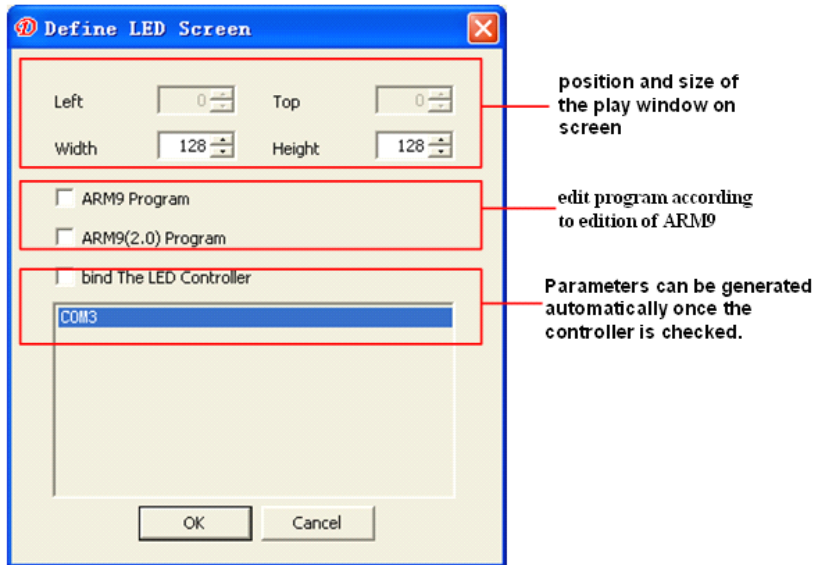 Define LED Screen
Left 0 Top 0
Width 128 Height 128
position and size of
the play window on
screen
ARM9 Program
ARM9(2.0) Program
edit program according
to edition of ARM9
bind The LED Controller
COM3
Parameters can be generated
automatically once the
controller is checked.
OK Cancel